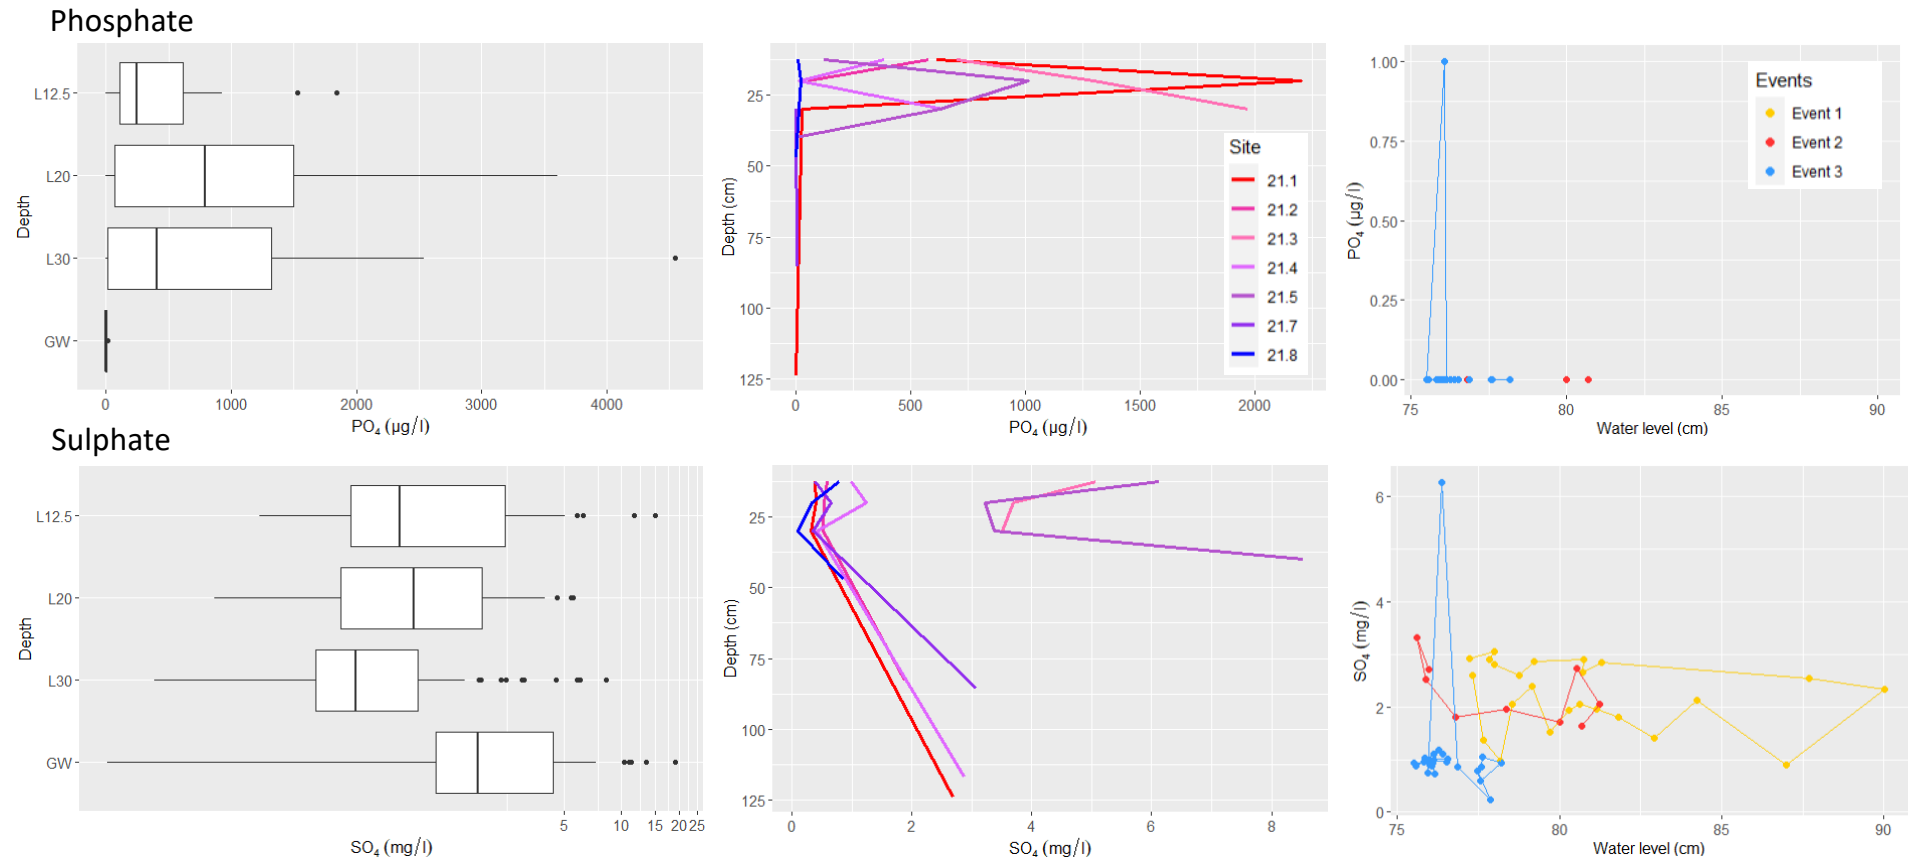 Phosphate
L12.5
L20
L30
GW
Depth
0
1000
2000
3000
4000
PO₄ (µg/l)
25
50
75
100
125
Depth (cm)
0
500
1000
1500
2000
PO₄ (µg/l)
Site
21.1
21.2
21.3
21.4
21.5
21.7
21.8
1.00
0.75
0.50
0.25
0.00
PO₄ (µg/l)
75
80
85
90
Water level (cm)
Events
Event 1
Event 2
Event 3
Sulphate
L12.5
L20
L30
GW
Depth
5
10
15
20
25
SO₄ (mg/l)
25
50
75
100
125
Depth (cm)
0
2
4
6
8
SO₄ (mg/l)
6
4
2
0
SO₄ (mg/l)
75
80
85
90
Water level (cm)